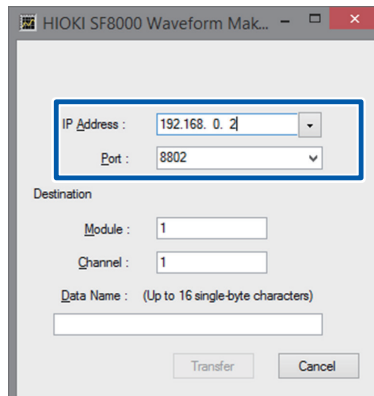 HIOKI SF8000 Waveform Mak...
IP Address : 192.168. 0. 2
Port : 8802
Destination
Module : 1
Channel : 1
Data Name : (Up to 16 single-byte characters)
Transfer Cancel